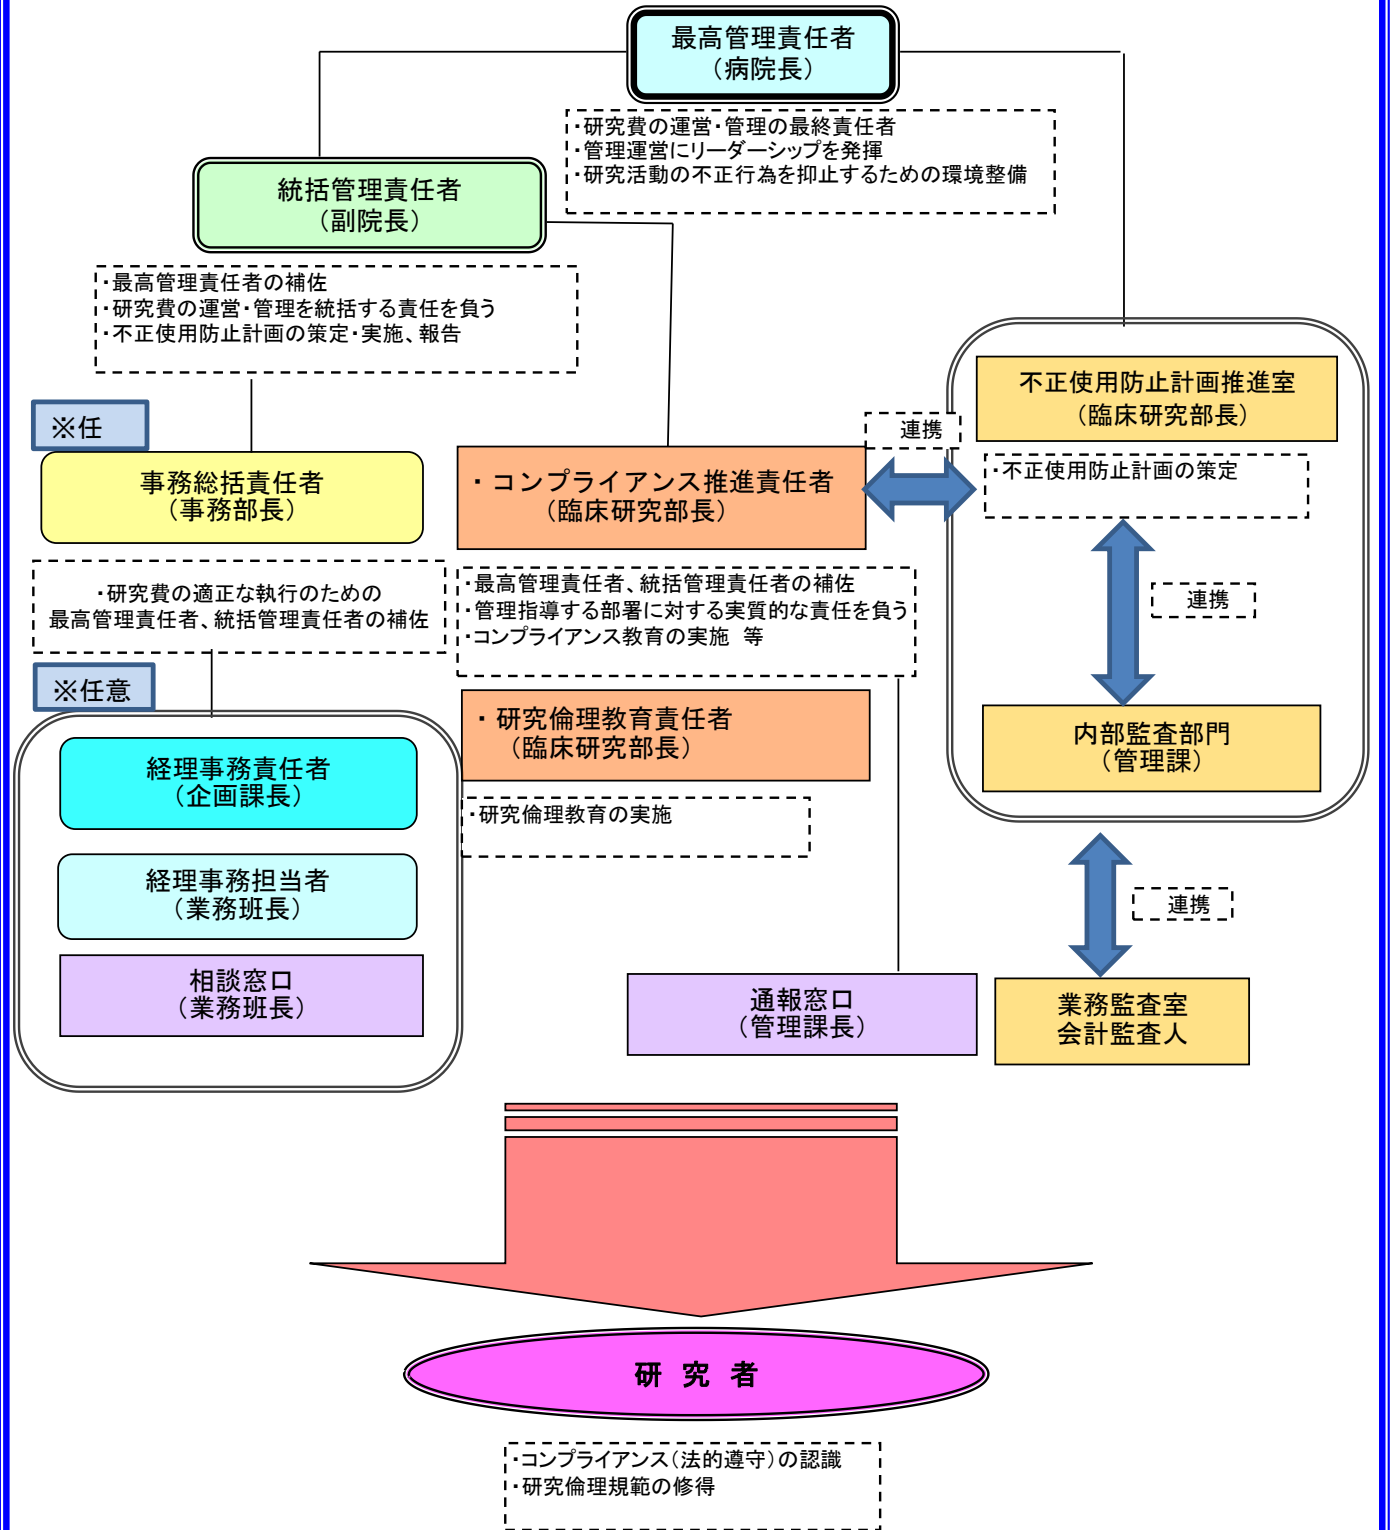 最高管理責任者
（病院長）
・研究費の運営・管理の最終責任者
・管理運営にリーダーシップを発揮
・研究活動の不正行為を抑止するための環境整備
統括管理責任者
（副院長）
・最高管理責任者の補佐
・研究費の運営・管理を統括する責任を負う
・不正使用防止計画の策定・実施、報告
不正使用防止計画推進室
（臨床研究部長）
・不正使用防止計画の策定
※任
事務総括責任者
（事務部長）
・コンプライアンス推進責任者
（臨床研究部長）
連携
・研究費の適正な執行のための
最高管理責任者、統括管理責任者の補佐
・最高管理責任者、統括管理責任者の補佐
・管理指導する部署に対する実質的な責任を負う
・コンプライアンス教育の実施　等
連携
※任意
・研究倫理教育責任者
（臨床研究部長）
・研究倫理教育の実施
内部監査部門
（管理課）
経理事務責任者
（企画課長）
経理事務担当者
（業務班長）
相談窓口
（業務班長）
連携
通報窓口
（管理課長）
業務監査室
会計監査人
研 究 者
・コンプライアンス（法的遵守）の認識
・研究倫理規範の修得